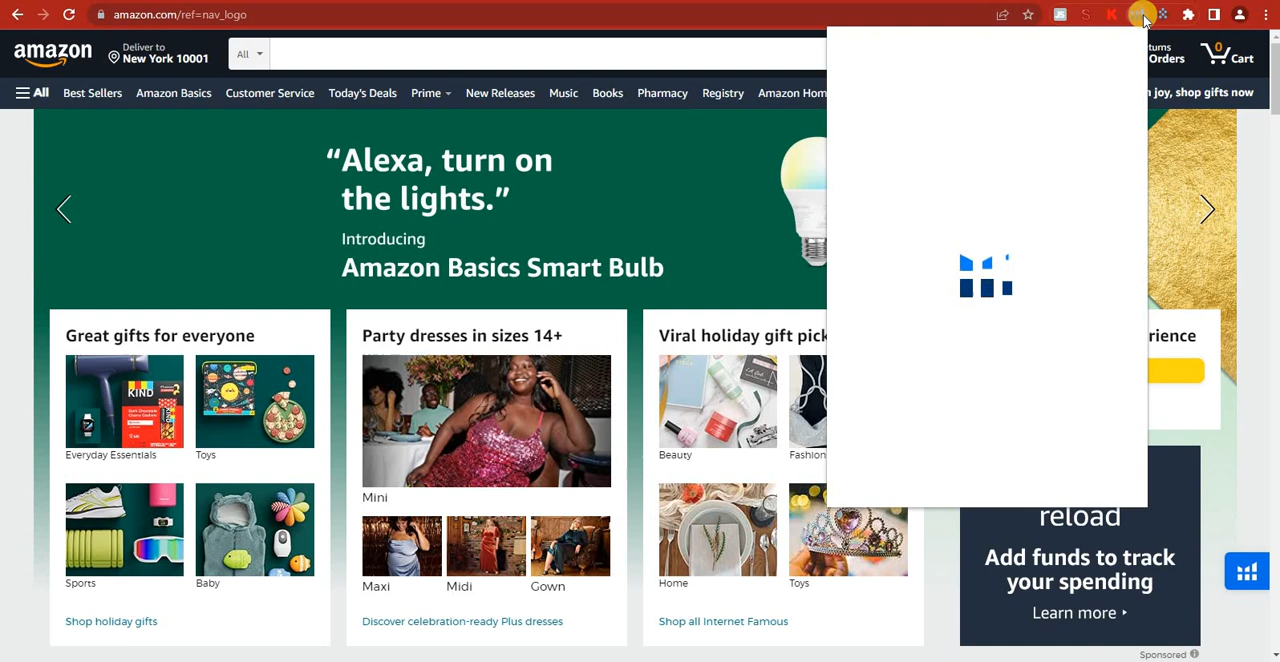 amazon.com/ref=nav_logo
JS S K
amazon
Deliver to
New York 10001
All
turns
Orders
0
Cart
All Best Sellers Amazon Basics Customer Service Today's Deals Prime New Releases Music Books Pharmacy Registry Amazon Hom
joy, shop gifts now
“Alexa, turn on
the lights.”
Introducing
Amazon Basics Smart Bulb
Great gifts for everyone
KIND
Everyday Essentials
Toys
Sports
Baby
Shop holiday gifts
Party dresses in sizes 14+
Mini
Maxi
Midi
Gown
Discover celebration-ready Plus dresses
Viral holiday gift pick
Beauty
Fashion
Home
Toys
Shop all Internet Famous
rience
reload
Add funds to track
your spending
Learn more
Sponsored